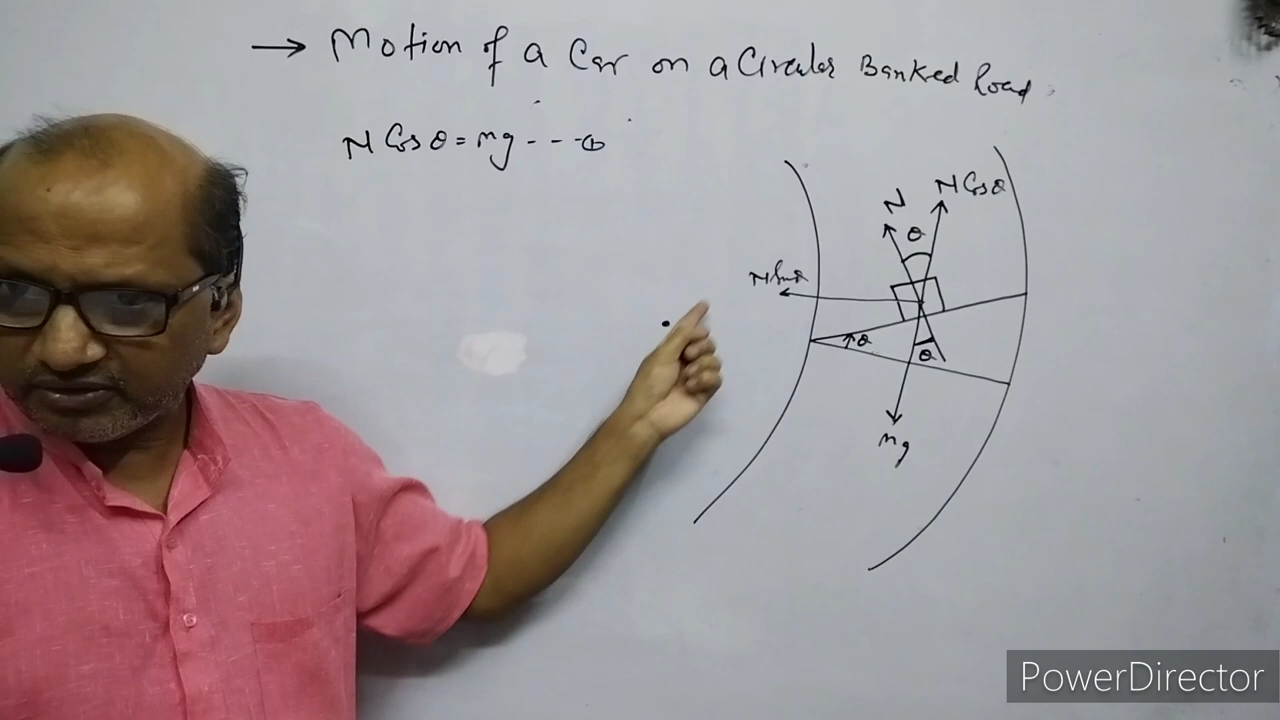 → Motion of a Car on a Circular Banked Road
N Cos θ = mg - - - ①
N
N Cos θ
θ
N Sin θ
θ
θ
mg
PowerDirector